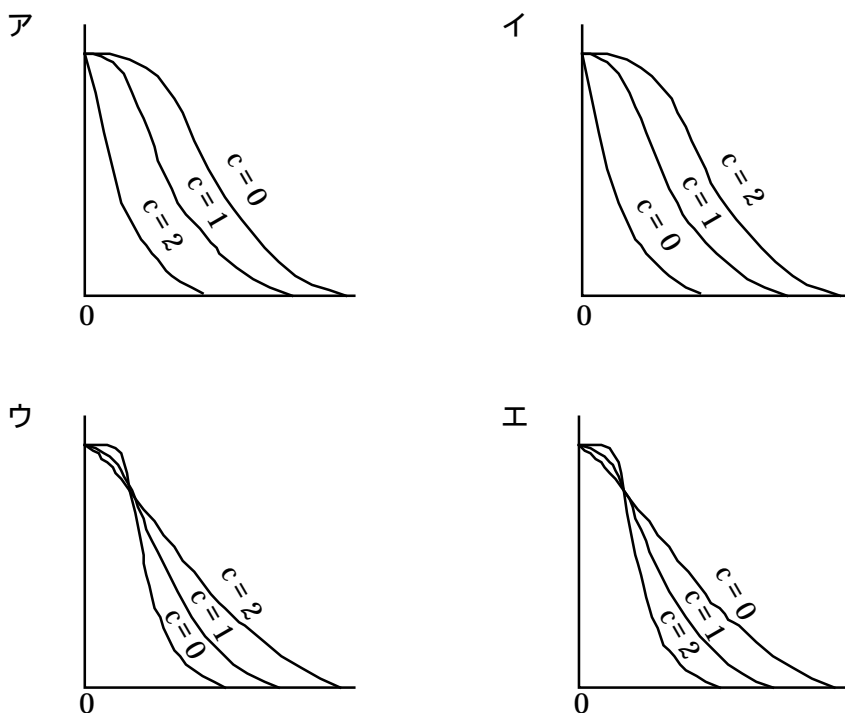 ア
c = 0
c = 1
c = 2
0
イ
c = 2
c = 1
c = 0
0
ウ
c = 2
c = 1
c = 0
0
エ
c = 0
c = 1
c = 2
0